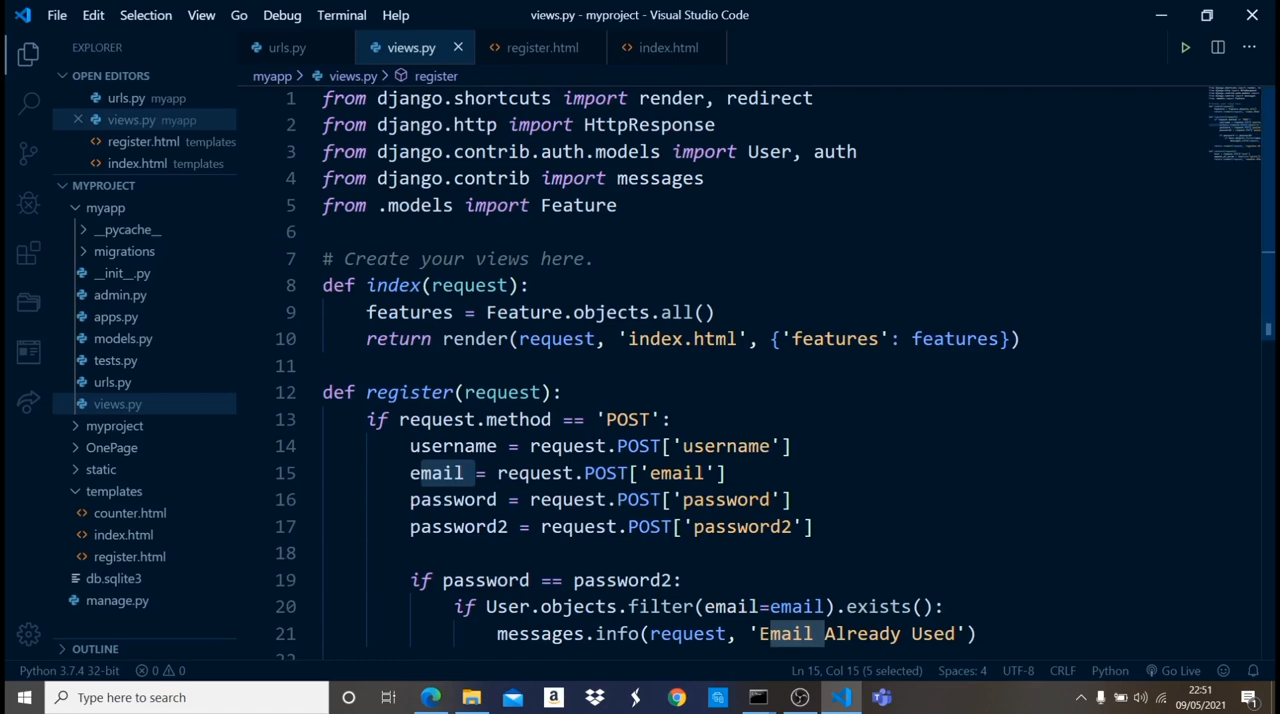 File Edit Selection View Go Debug Terminal Help
views.py - myproject - Visual Studio Code
EXPLORER
OPEN EDITORS
urls.py myapp
views.py myapp
register.html templates
index.html templates
MYPROJECT
myapp
__pycache__
migrations
__init__.py
admin.py
apps.py
models.py
tests.py
urls.py
views.py
myproject
OnePage
static
templates
counter.html
index.html
register.html
db.sqlite3
manage.py
OUTLINE
urls.py views.py register.html index.html
myapp > views.py > register
1 from django.shortcuts import render, redirect
2 from django.http import HttpResponse
3 from django.contrib.auth.models import User, auth
4 from django.contrib import messages
5 from .models import Feature
6
7 # Create your views here.
8 def index(request):
9 features = Feature.objects.all()
10 return render(request, 'index.html', {'features': features})
11
12 def register(request):
13 if request.method == 'POST':
14 username = request.POST['username']
15 email = request.POST['email']
16 password = request.POST['password']
17 password2 = request.POST['password2']
18
19 if password == password2:
20 if User.objects.filter(email=email).exists():
21 messages.info(request, 'Email Already Used')
22
Python 3.7.4 32-bit 0 0 Ln 15, Col 15 (5 selected) Spaces: 4 UTF-8 CRLF Python Go Live
Type here to search
22:51
09/05/2021
1